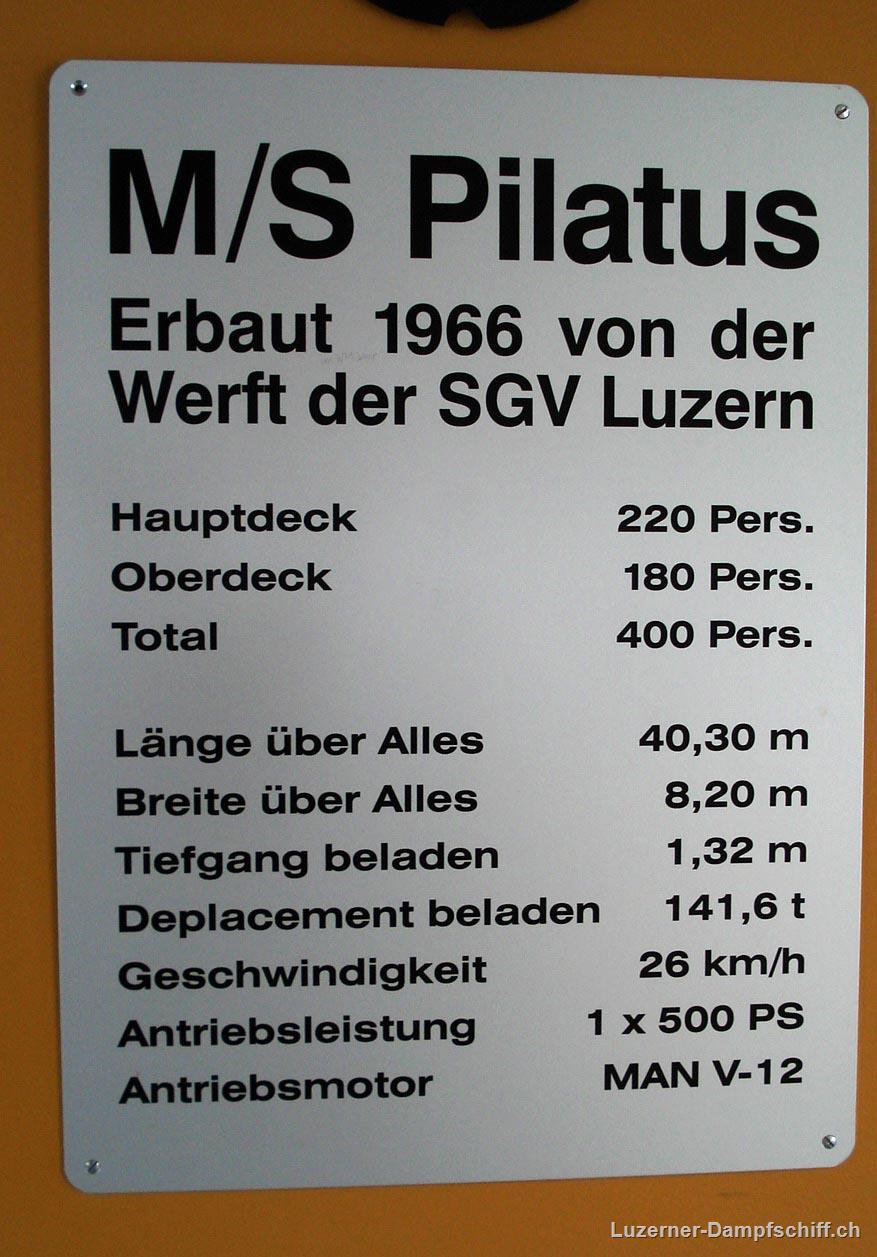 M/S Pilatus
Erbaut 1966 von der
Werft der SGV Luzern
Hauptdeck 220 Pers.
Oberdeck 180 Pers.
Total 400 Pers.
Länge über Alles 40,30 m
Breite über Alles 8,20 m
Tiefgang beladen 1,32 m
Deplacement beladen 141,6 t
Geschwindigkeit 26 km/h
Antriebsleistung 1 x 500 PS
Antriebsmotor MAN V-12
Luzerner-Dampfschiff.ch